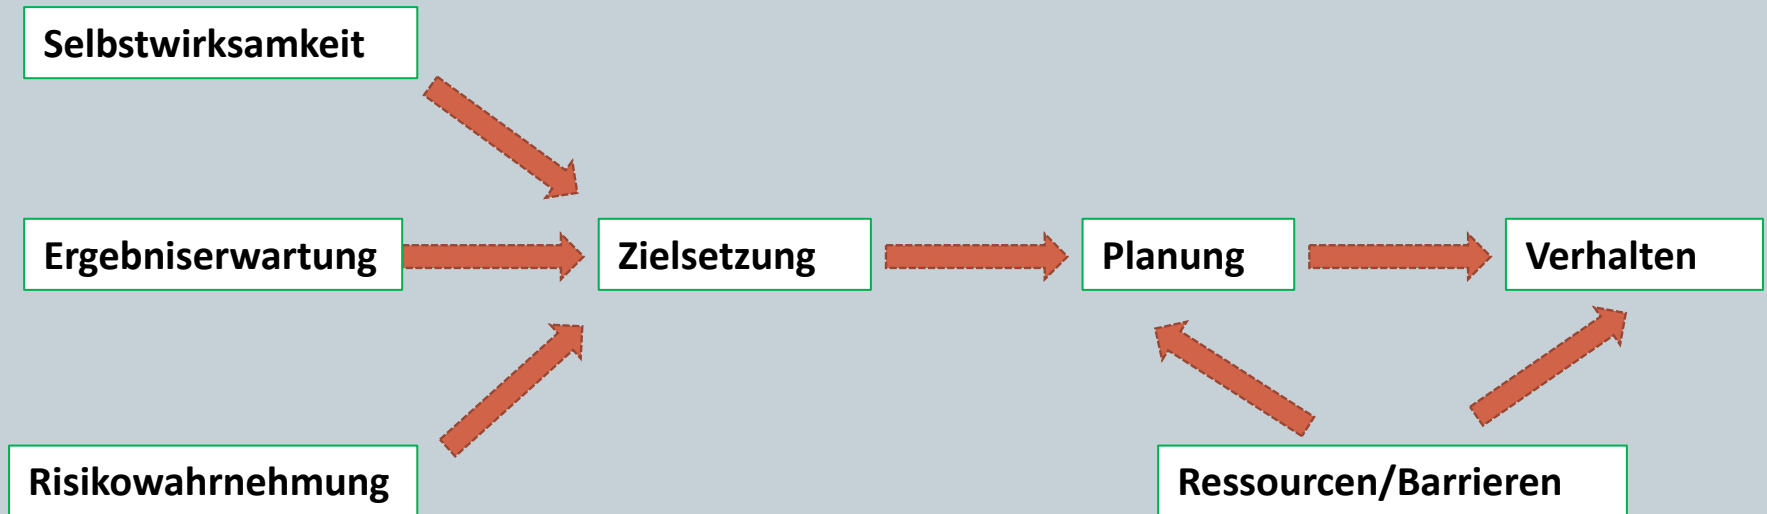 Selbstwirksamkeit
Ergebniserwartung
Zielsetzung
Planung
Verhalten
Risikowahrnehmung
Ressourcen/Barrieren